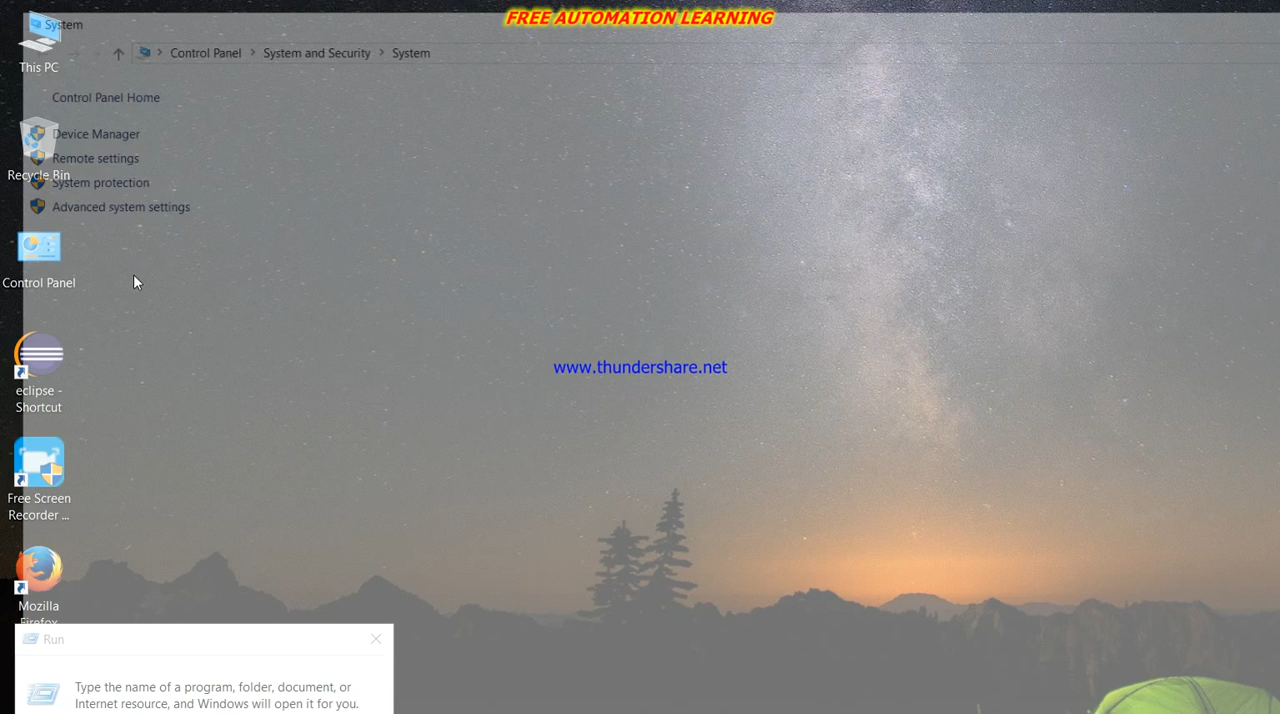 FREE AUTOMATION LEARNING
System
This PC
Control Panel
System and Security
System
Control Panel Home
Device Manager
Remote settings
Recycle Bin
System protection
Advanced system settings
Control Panel
www.thundershare.net
eclipse -
Shortcut
Free Screen
Recorder ...
Mozilla
Firefox
Run
Type the name of a program, folder, document, or
Internet resource, and Windows will open it for you.